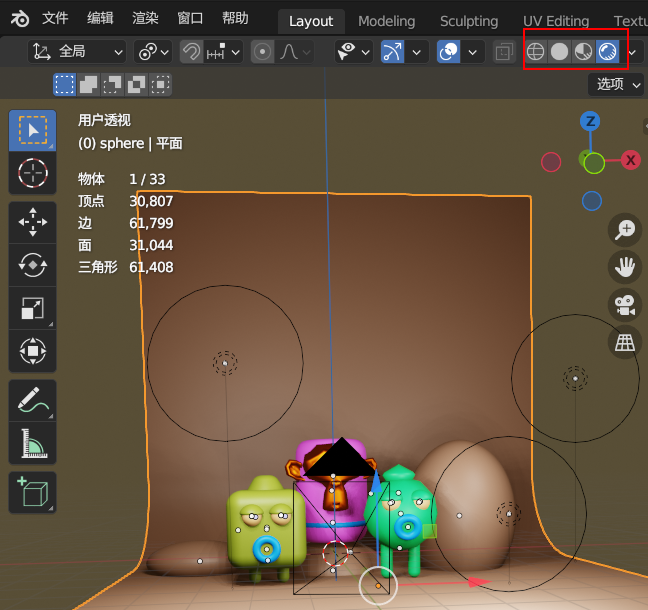 文件 编辑 渲染 窗口 帮助 Layout Modeling Sculpting UV Editing Textu
全局
选项
用户透视
(0) sphere | 平面
物体 1 / 33
顶点 30,807
边 61,799
面 31,044
三角形 61,408
Z
X